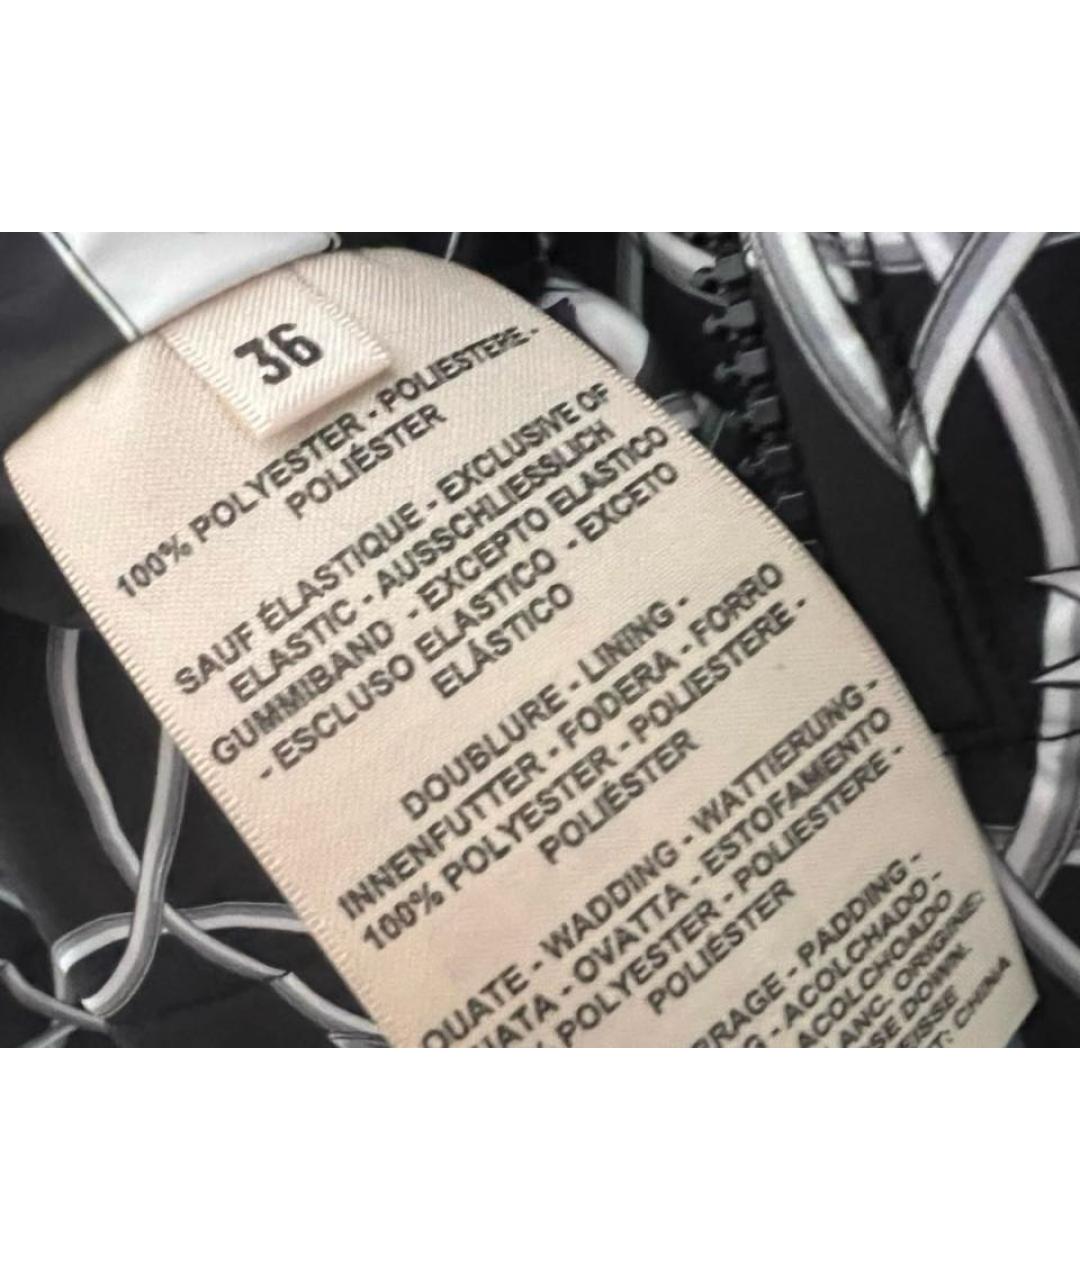 36
100% POLYESTER - POLIESTERE -
POLIÉSTER
SAUF ÉLASTIQUE - EXCLUSIVE OF
ELASTIC - AUSSCHLIESSLICH
GUMMIBAND - EXCEPTO ELASTICO
- ESCLUSO ELASTICO - EXCETO
ELÁSTICO
DOUBLURE - LINING -
INNENFUTTER - FODERA - FORRO
100% POLYESTER - POLIESTERE -
POLIÉSTER
OUATE - WADDING - WATTIERUNG -
- OVATTA - ESTOFAMENTO
POLYESTER - POLIESTERE -
POLIÉSTER
- PADDING -
- ACOLCHADO -
ACOLCHOADO
ORIGINE:
DOWN.
CHINA